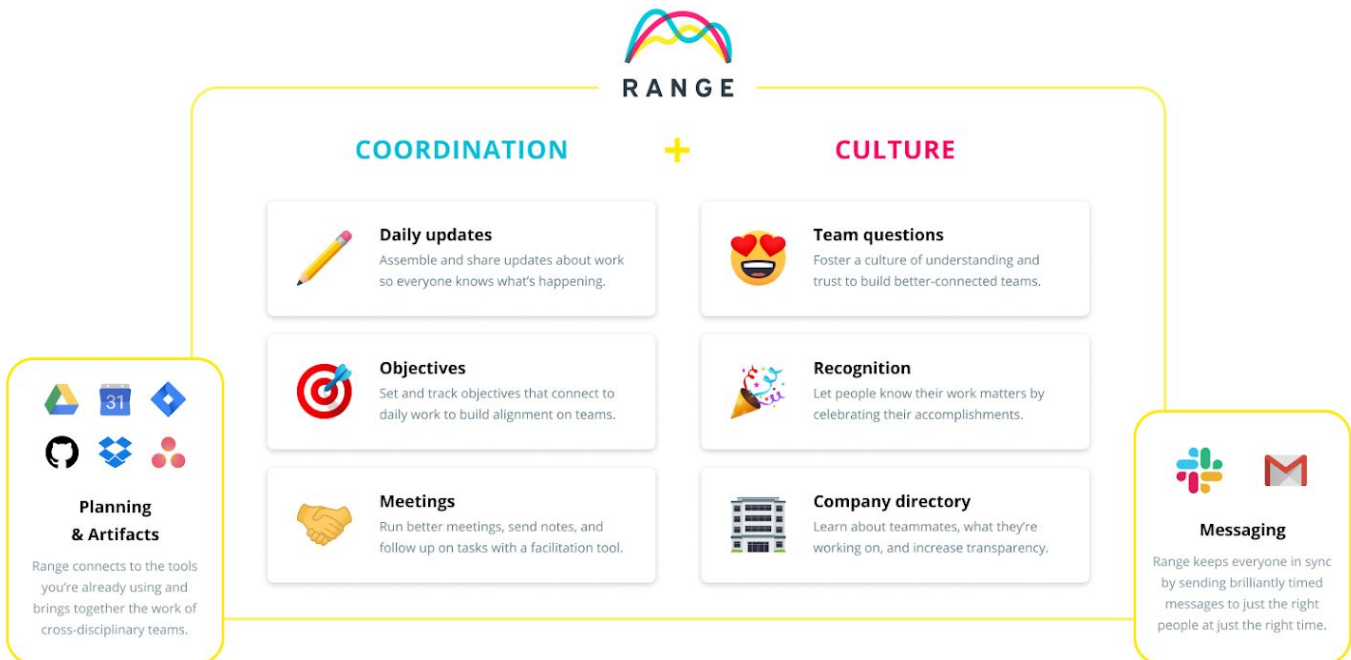 RANGE
COORDINATION + CULTURE
Daily updates
Assemble and share updates about work
so everyone knows what's happening.
Objectives
Set and track objectives that connect to
daily work to build alignment on teams.
Meetings
Run better meetings, send notes, and
follow up on tasks with a facilitation tool.
Team questions
Foster a culture of understanding and
trust to build better-connected teams.
Recognition
Let people know their work matters by
celebrating their accomplishments.
Company directory
Learn about teammates, what they're
working on, and increase transparency.
31
Planning
& Artifacts
Range connects to the tools
you're already using and
brings together the work of
cross-disciplinary teams.
Messaging
Range keeps everyone in sync
by sending brilliantly timed
messages to just the right
people at just the right time.